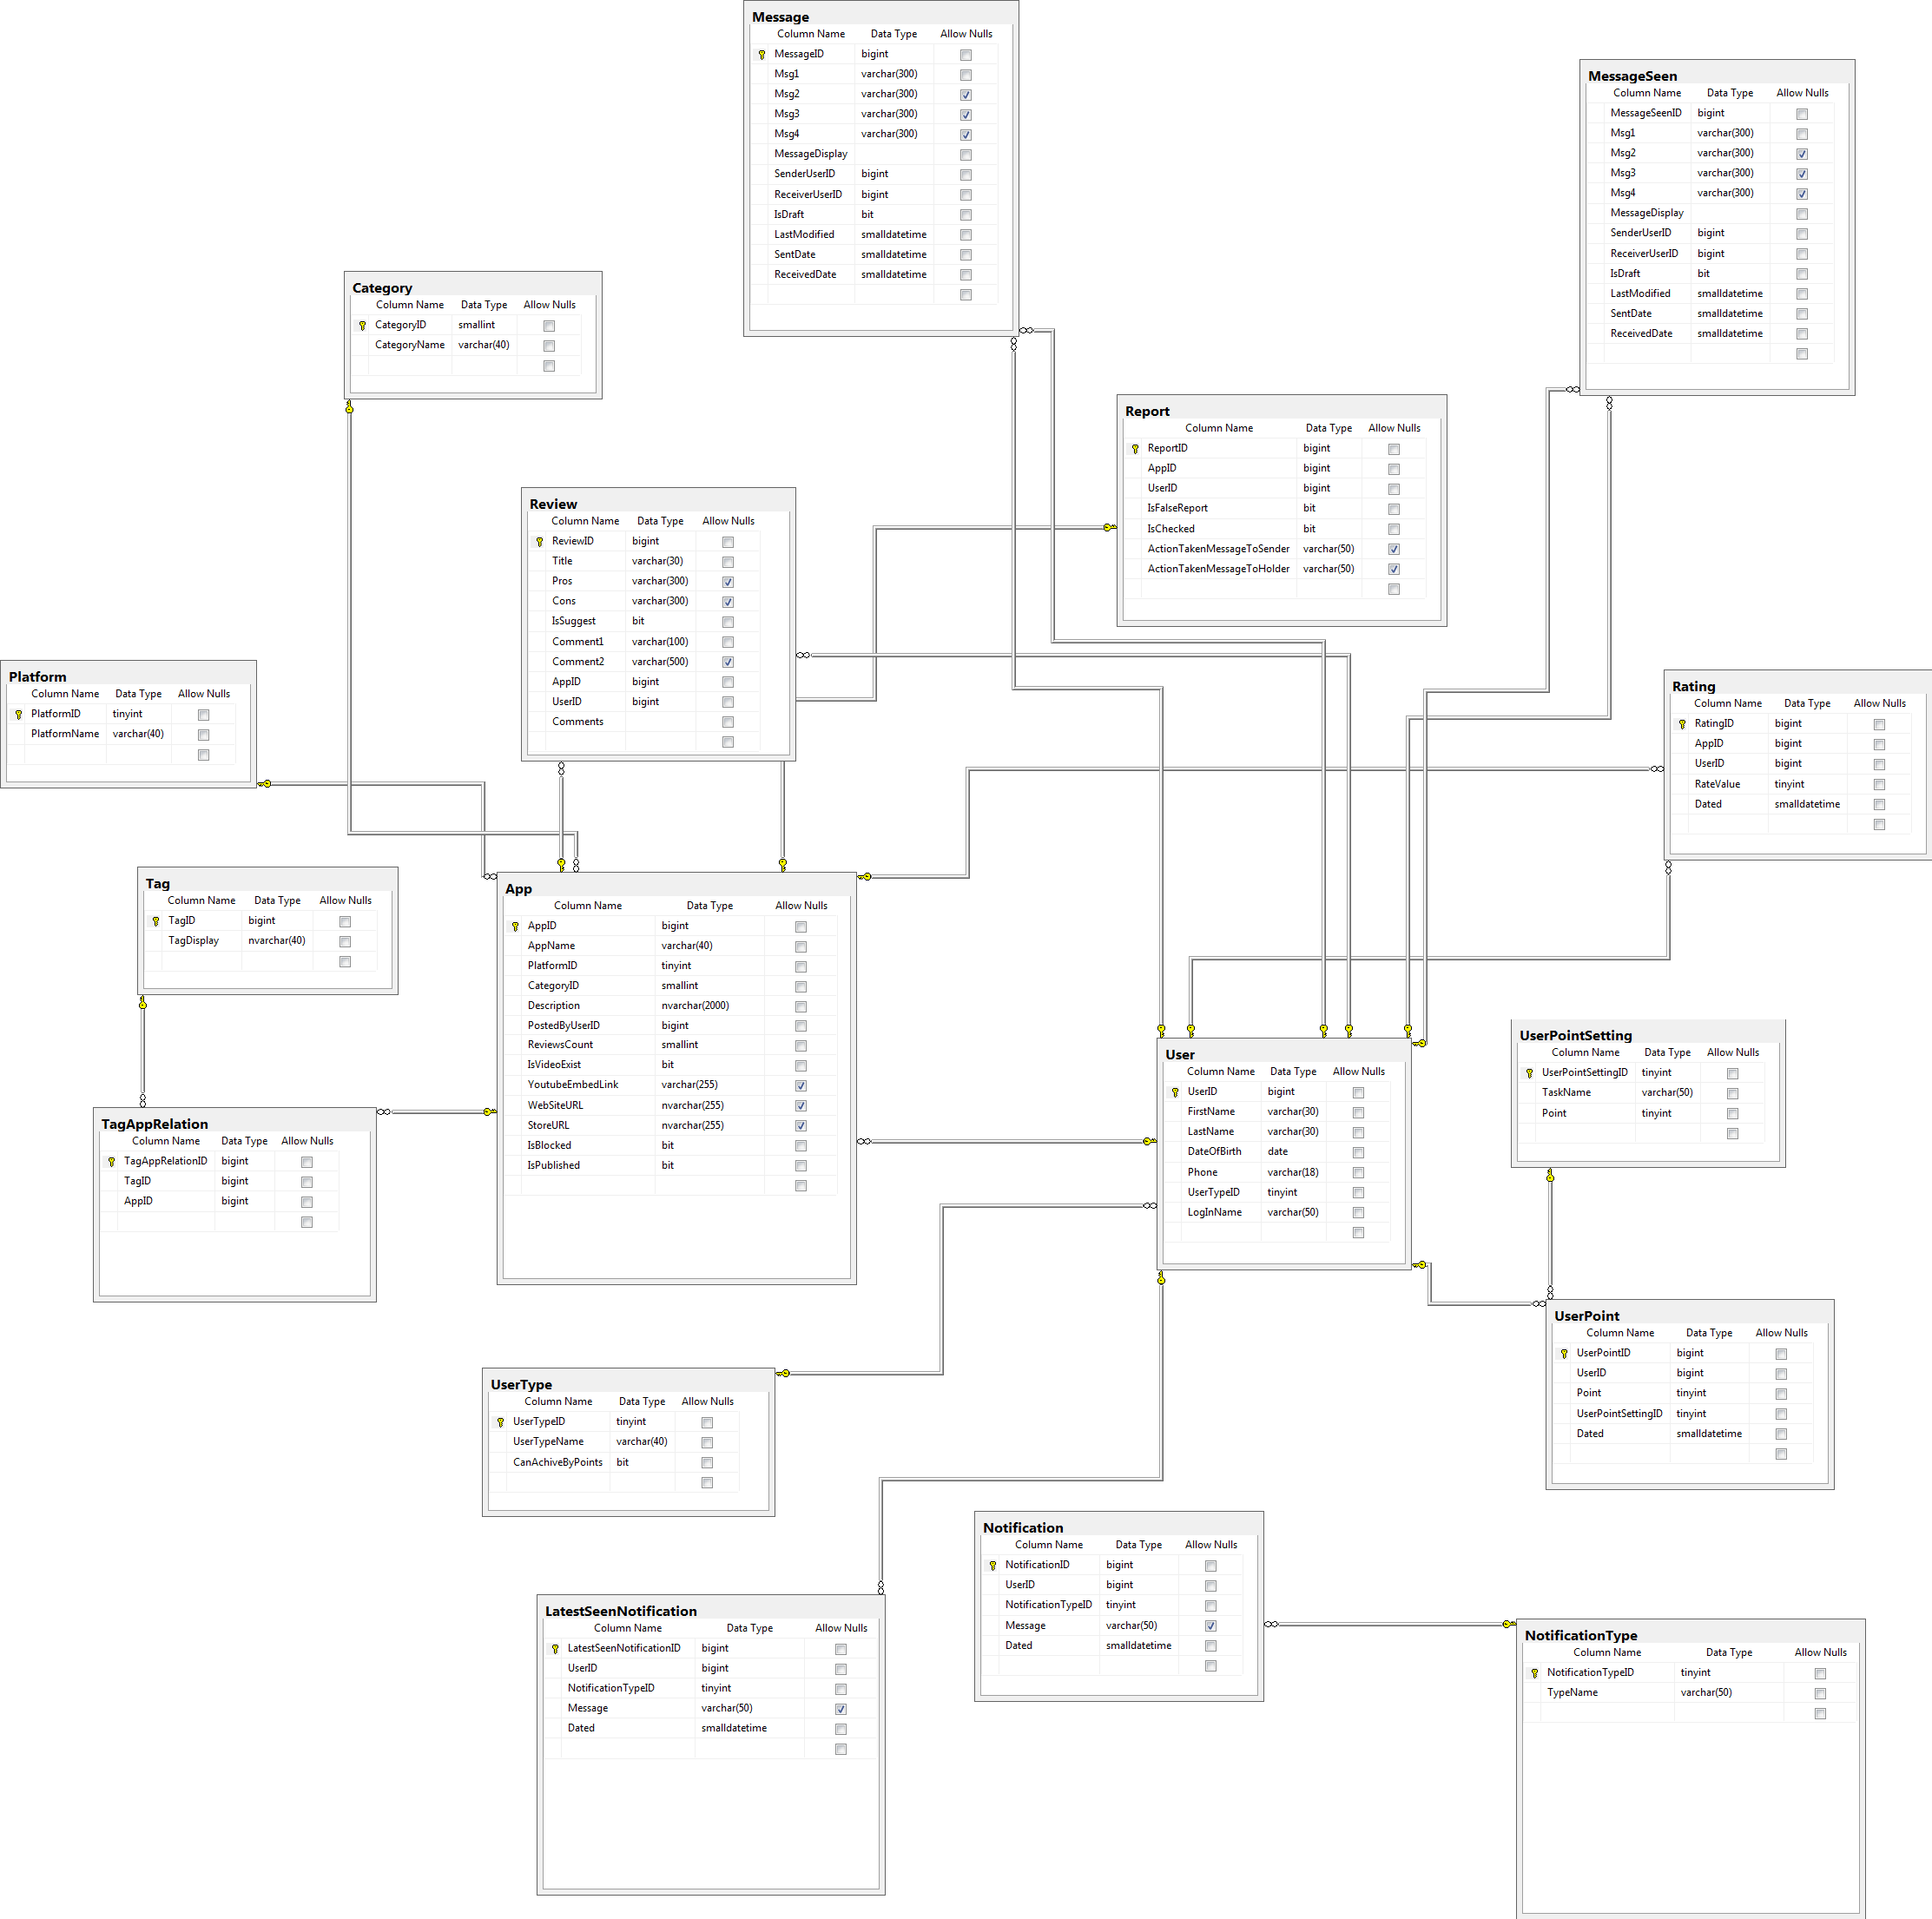 Message
Column Name Data Type Allow Nulls
MessageID bigint
Msg1 varchar(300)
Msg2 varchar(300)
Msg3 varchar(300)
Msg4 varchar(300)
MessageDisplay
SenderUserID bigint
ReceiverUserID bigint
IsDraft bit
LastModified smalldatetime
SentDate smalldatetime
ReceivedDate smalldatetime
MessageSeen
Column Name Data Type Allow Nulls
MessageSeenID bigint
Msg1 varchar(300)
Msg2 varchar(300)
Msg3 varchar(300)
Msg4 varchar(300)
MessageDisplay
SenderUserID bigint
ReceiverUserID bigint
IsDraft bit
LastModified smalldatetime
SentDate smalldatetime
ReceivedDate smalldatetime
Category
Column Name Data Type Allow Nulls
CategoryID smallint
CategoryName varchar(40)
Report
Column Name Data Type Allow Nulls
ReportID bigint
AppID bigint
UserID bigint
IsFalseReport bit
IsChecked bit
ActionTakenMessageToSender varchar(50)
ActionTakenMessageToHolder varchar(50)
Review
Column Name Data Type Allow Nulls
ReviewID bigint
Title varchar(30)
Pros varchar(300)
Cons varchar(300)
IsSuggest bit
Comment1 varchar(100)
Comment2 varchar(500)
AppID bigint
UserID bigint
Comments
Platform
Column Name Data Type Allow Nulls
PlatformID tinyint
PlatformName varchar(40)
Rating
Column Name Data Type Allow Nulls
RatingID bigint
AppID bigint
UserID bigint
RateValue tinyint
Dated smalldatetime
Tag
Column Name Data Type Allow Nulls
TagID bigint
TagDisplay nvarchar(40)
App
Column Name Data Type Allow Nulls
AppID bigint
AppName varchar(40)
PlatformID tinyint
CategoryID smallint
Description nvarchar(2000)
PostedByUserID bigint
ReviewsCount smallint
IsVideoExist bit
YoutubeEmbedLink varchar(255)
WebSiteURL nvarchar(255)
StoreURL nvarchar(255)
IsBlocked bit
IsPublished bit
User
Column Name Data Type Allow Nulls
UserID bigint
FirstName varchar(30)
LastName varchar(30)
DateOfBirth date
Phone varchar(18)
UserTypeID tinyint
LogInName varchar(50)
UserPointSetting
Column Name Data Type Allow Nulls
UserPointSettingID tinyint
TaskName varchar(50)
Point tinyint
TagAppRelation
Column Name Data Type Allow Nulls
TagAppRelationID bigint
TagID bigint
AppID bigint
UserPoint
Column Name Data Type Allow Nulls
UserPointID bigint
UserID bigint
Point tinyint
UserPointSettingID tinyint
Dated smalldatetime
UserType
Column Name Data Type Allow Nulls
UserTypeID tinyint
UserTypeName varchar(40)
CanAchiveByPoints bit
Notification
Column Name Data Type Allow Nulls
NotificationID bigint
UserID bigint
NotificationTypeID tinyint
Message varchar(50)
Dated smalldatetime
LatestSeenNotification
Column Name Data Type Allow Nulls
LatestSeenNotificationID bigint
UserID bigint
NotificationTypeID tinyint
Message varchar(50)
Dated smalldatetime
NotificationType
Column Name Data Type Allow Nulls
NotificationTypeID tinyint
TypeName varchar(50)